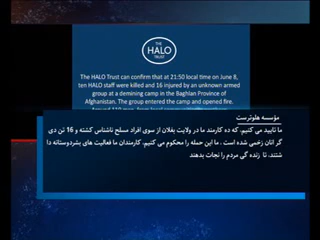 THE
HALO
TRUST
The HALO Trust can confirm that at 21:50 local time on June 8,
ten HALO staff were killed and 16 injured by an unknown armed
group at a demining camp in the Baghlan Province of
Afghanistan. The group entered the camp and opened fire.
مؤسسه هلوترست
ما تایید می کنیم، که ده کارمند ما در ولایت بغلان از سوی افراد مسلح ناشناس کشته و 16 تن دی
گر انان زخمی شده است . ما این حمله را محکوم می کنیم، کارمندان ما فعالیت های بشردوستانه دا
شتند، تا زنده گی مردم را نجات بدهند